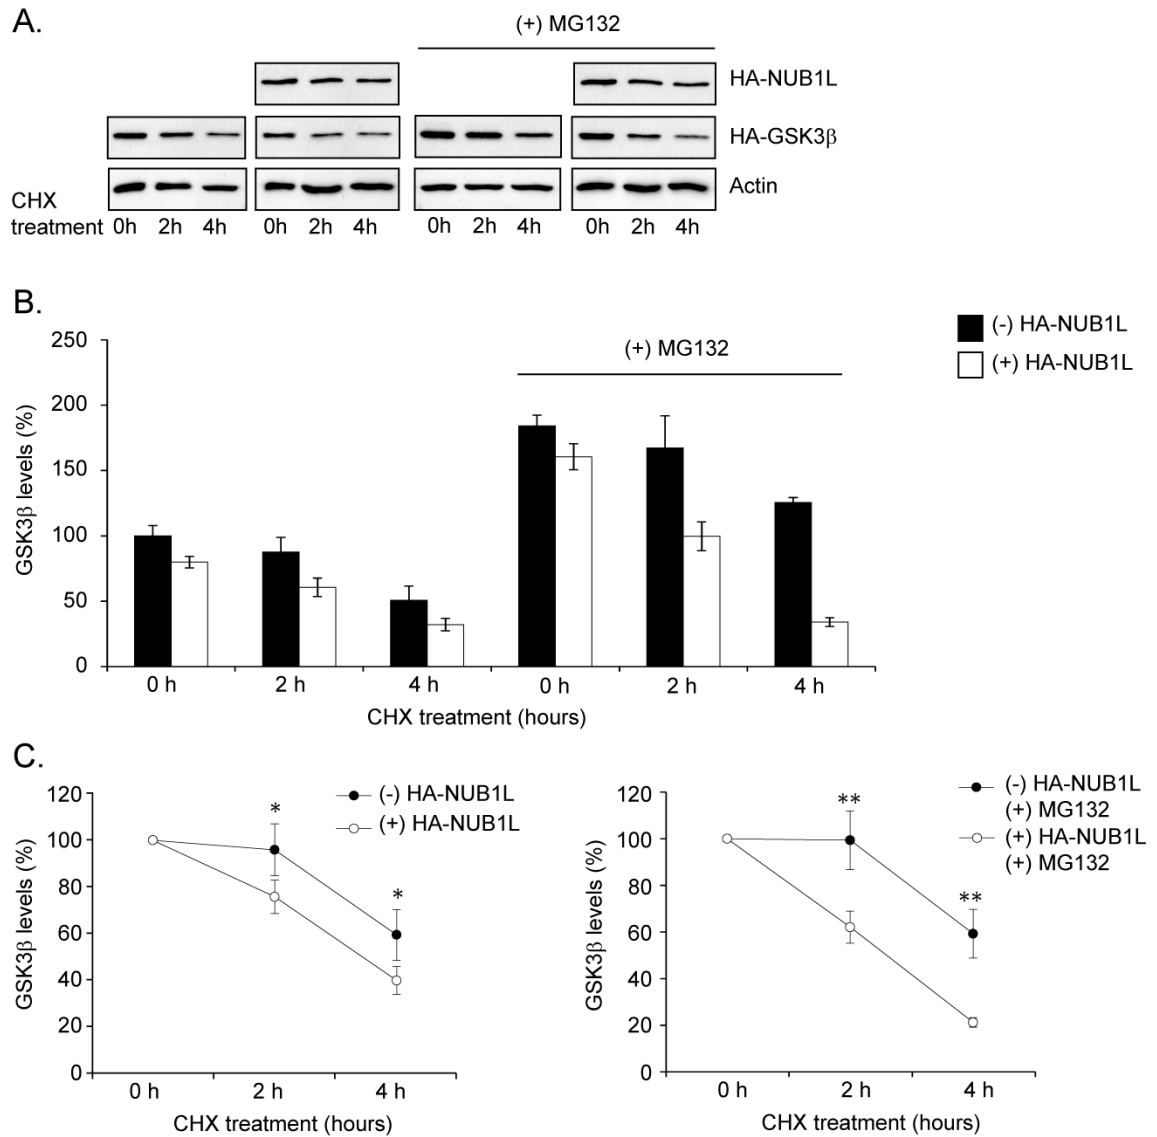 A.
(+) MG132
HA-NUB1L
HA-GSK3β
Actin
CHX
treatment 0h 2h 4h 0h 2h 4h 0h 2h 4h 0h 2h 4h
B.
(-) HA-NUB1L
(+) HA-NUB1L
(+) MG132
GSK3β levels (%)
250
200
150
100
50
0
0 h 2 h 4 h 0 h 2 h 4 h
CHX treatment (hours)
C.
(-) HA-NUB1L
(+) HA-NUB1L
GSK3β levels (%)
120
100
80
60
40
20
0
*
*
0 h 2 h 4 h
CHX treatment (hours)
(-) HA-NUB1L
(+) MG132
(+) HA-NUB1L
(+) MG132
GSK3β levels (%)
120
100
80
60
40
20
0
**
**
0 h 2 h 4 h
CHX treatment (hours)